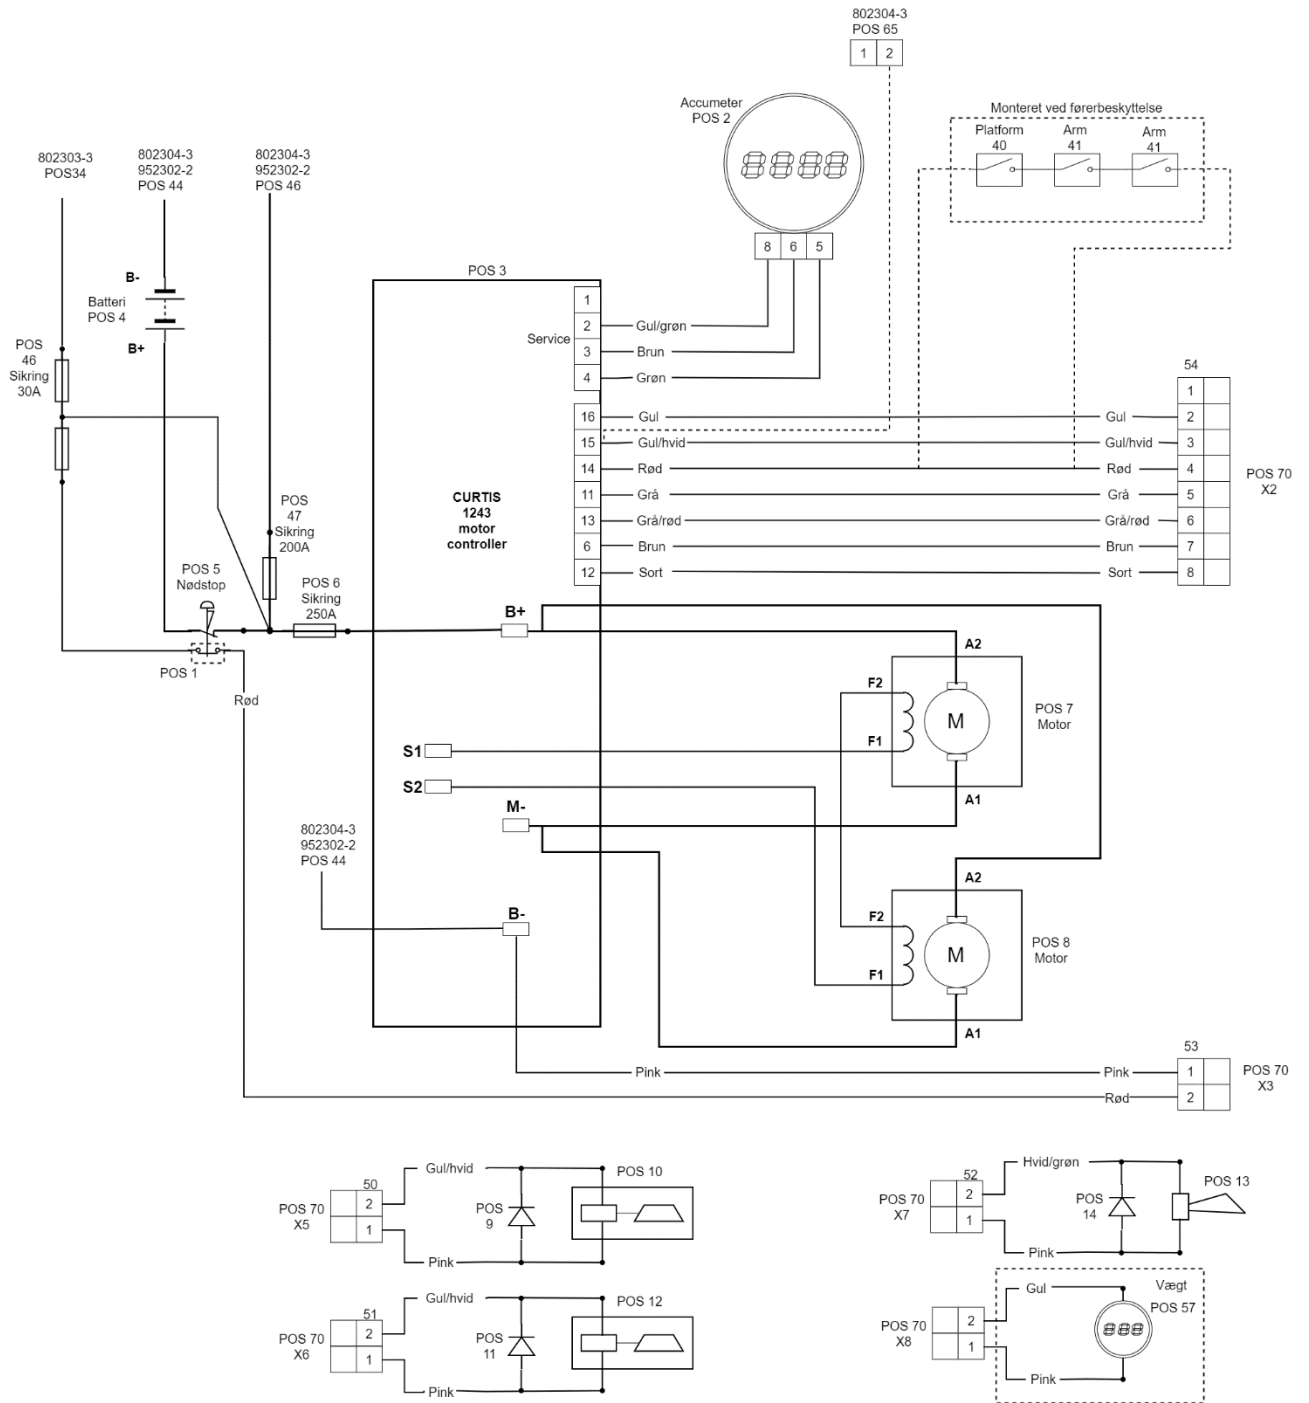 802304-3
POS 65
1 2
Accumeter
POS 2
8888
8 6 5
Monteret ved førerbeskyttelse
Platform
40
Arm
41
Arm
41
802303-3
POS34
802304-3
952302-2
POS 44
802304-3
952302-2
POS 46
B-
Batteri
POS 4
B+
POS
46
Sikring
30A
POS
47
Sikring
200A
POS 5
Nødstop
POS 6
Sikring
250A
POS 1
Rød
POS 3
Service
CURTIS
1243
motor
controller
1
2 Gul/grøn
3 Brun
4 Grøn
16 Gul Gul
15 Gul/hvid Gul/hvid
14 Rød Rød
11 Grå Grå
13 Grå/rød Grå/rød
6 Brun Brun
12 Sort Sort
54
1
2
3
4
5
6
7
8
POS 70
X2
B+
S1
S2
M-
802304-3
952302-2
POS 44
B-
A2
F2
F1
M
A1
POS 7
Motor
A2
F2
F1
M
A1
POS 8
Motor
Pink Pink
Rød
53
1
2
POS 70
X3
POS 70
X5
50
2
1
Gul/hvid
Pink
POS
9
POS 10
POS 70
X6
51
2
1
Gul/hvid
Pink
POS
11
POS 12
POS 70
X7
52
2
1
Hvid/grøn
Pink
POS
14
POS 13
POS 70
X8
2
1
Gul
Pink
Vægt
POS 57
888